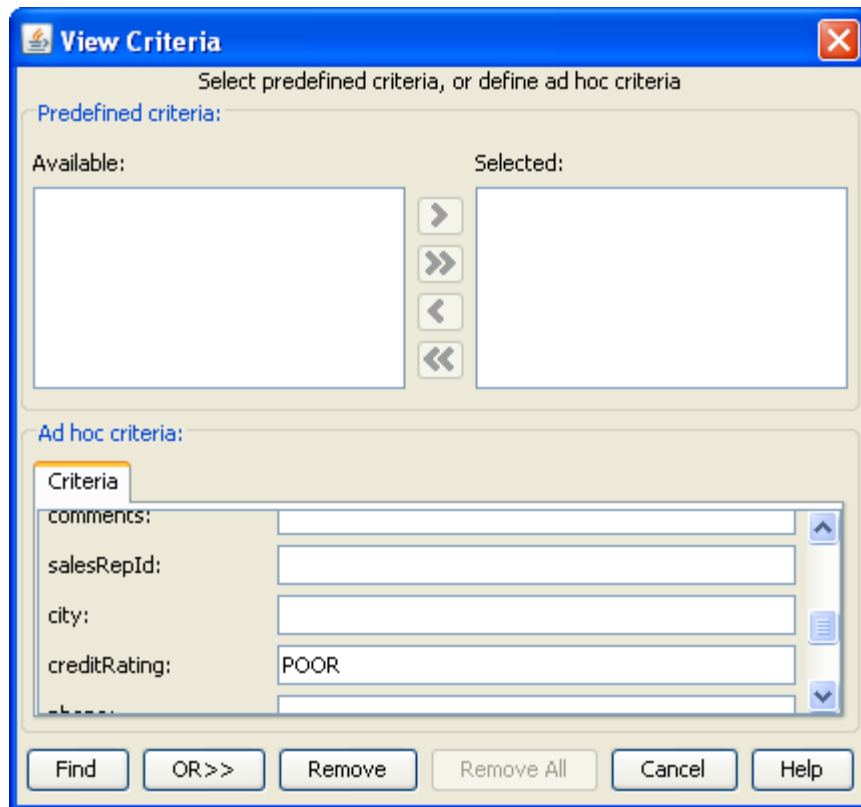 View Criteria
Select predefined criteria, or define ad hoc criteria
Predefined criteria:
Available:
Selected:
Ad hoc criteria:
Criteria
comments:
salesRepId:
city:
creditRating: POOR
phone:
Find OR>> Remove Remove All Cancel Help